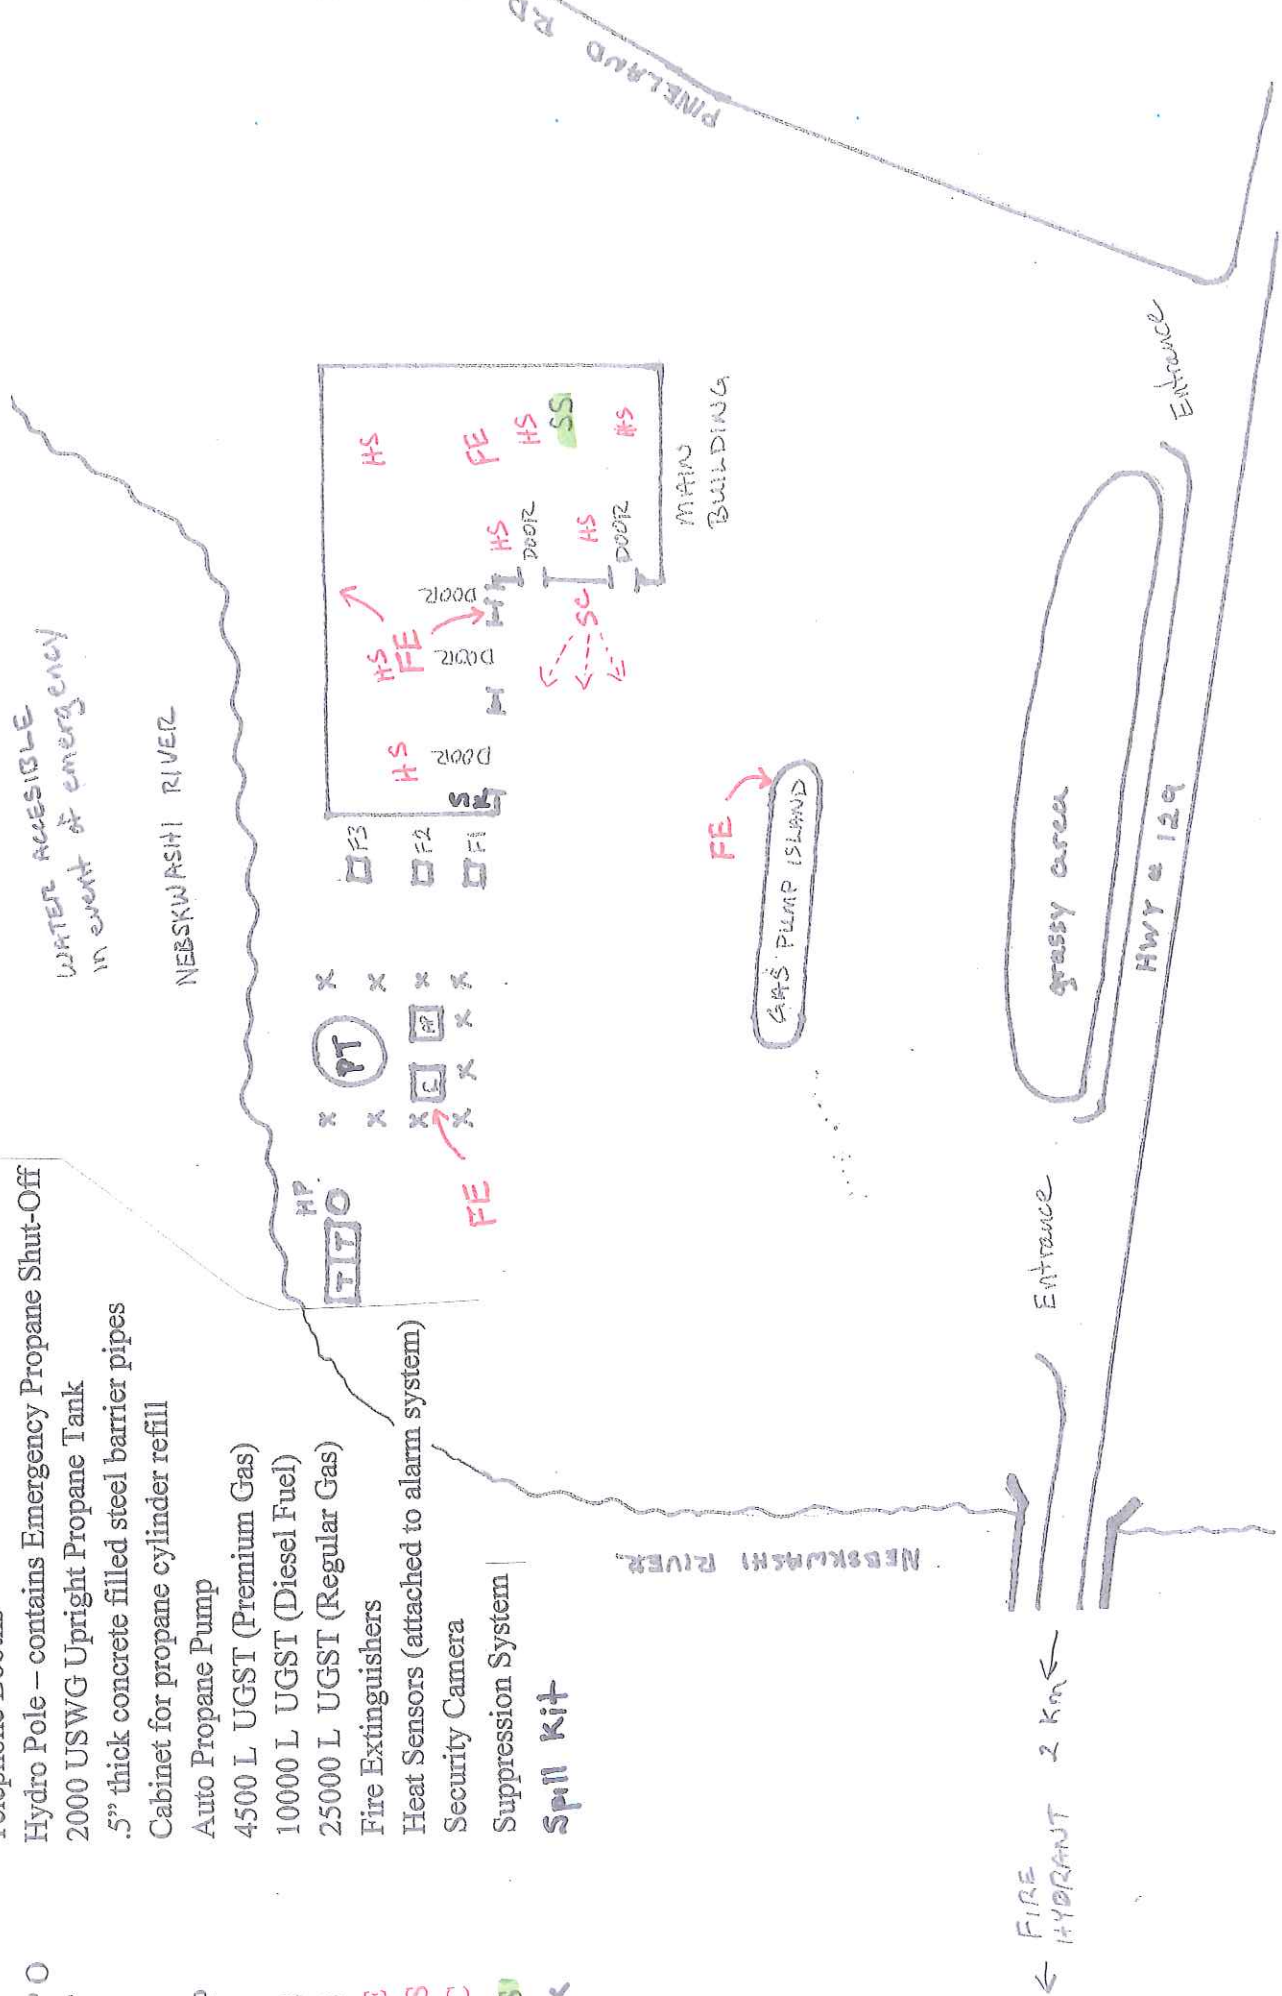 Hydro Pole – contains Emergency Propane Shut-Off
2000 USWG Upright Propane Tank
.5” thick concrete filled steel barrier pipes
Cabinet for propane cylinder refill
Auto Propane Pump
4500 L UGST (Premium Gas)
10000 L UGST (Diesel Fuel)
25000 L UGST (Regular Gas)
Fire Extinguishers
Heat Sensors (attached to alarm system)
Security Camera
Suppression System
Spill Kit
WATER ACCESIBLE
in event of emergency
NEBSKWASHI RIVER
PINELAND RD
HP
T T
X X X
PT
X X X
X C AP X
X X X X
FE
F3
F2
F1
HS
HS
FE
HS
DOOR
DOOR
DOOR
SK
HS
DOOR
FE
HS
SS
HS
DOOR
HS
SC
MAIN
BUILDING
FE
GAS PUMP ISLAND
NEBSKWASHI RIVER
Entrance
grassy area
Entrance
HWY # 129
← FIRE
HYDRANT 2 Km ←